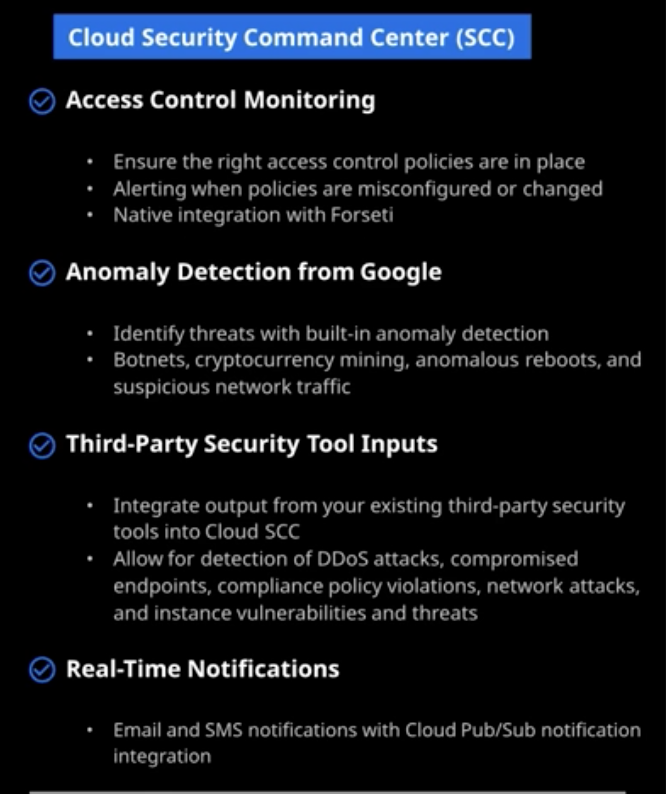 Cloud Security Command Center (SCC)
Access Control Monitoring
• Ensure the right access control policies are in place
• Alerting when policies are misconfigured or changed
• Native integration with Forseti
Anomaly Detection from Google
• Identify threats with built-in anomaly detection
• Botnets, cryptocurrency mining, anomalous reboots, and
suspicious network traffic
Third-Party Security Tool Inputs
• Integrate output from your existing third-party security
tools into Cloud SCC
• Allow for detection of DDoS attacks, compromised
endpoints, compliance policy violations, network attacks,
and instance vulnerabilities and threats
Real-Time Notifications
• Email and SMS notifications with Cloud Pub/Sub notification
integration